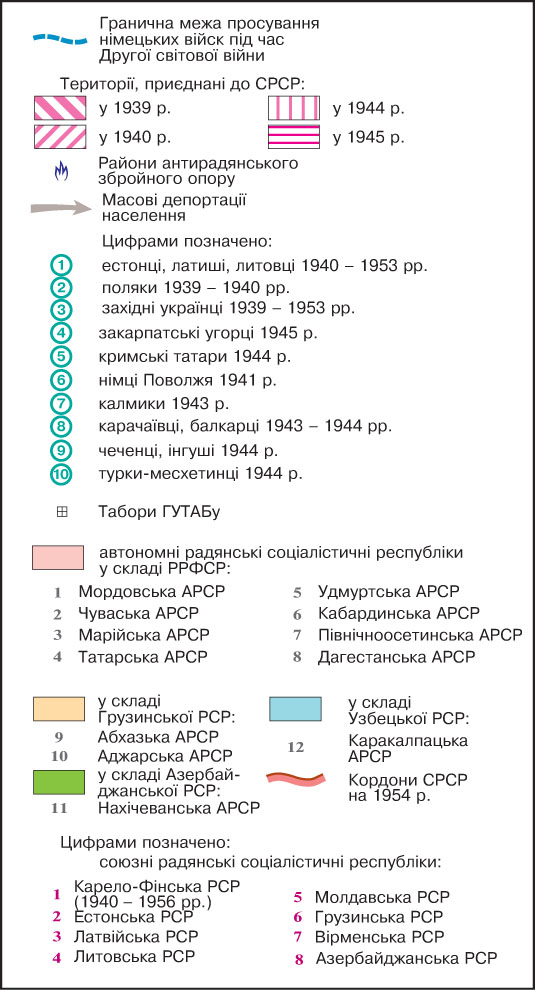 Гранична межа просування
німецьких війск під час
Другої світової війни
Території, приєднані до СРСР:
у 1939 р.
у 1944 р.
у 1940 р.
у 1945 р.
Райони антирадянського
збройного опору
Масові депортації
населення
Цифрами позначено:
1 естонці, латиші, литовці 1940 – 1953 рр.
2 поляки 1939 – 1940 рр.
3 західні українці 1939 – 1953 рр.
4 закарпатські угорці 1945 р.
5 кримські татари 1944 р.
6 німці Поволжя 1941 р.
7 калмики 1943 р.
8 карачаївці, балкарці 1943 – 1944 рр.
9 чеченці, інгуші 1944 р.
10 турки-месхетинці 1944 р.
Табори ГУТАБу
автономні радянські соціалістичні республіки
у складі РРФСР:
1 Мордовська АРСР
2 Чуваська АРСР
3 Марійська АРСР
4 Татарська АРСР
5 Удмуртська АРСР
6 Кабардинська АРСР
7 Північноосетинська АРСР
8 Дагестанська АРСР
у складі
Грузинської РСР:
9 Абхазька АРСР
10 Аджарська АРСР
у складі Азербай-
джанської РСР:
11 Нахічеванська АРСР
у складі
Узбецької РСР:
12 Каракалпацька
АРСР
Кордони СРСР
на 1954 р.
Цифрами позначено:
союзні радянські соціалістичні республіки:
1 Карело-Фінська РСР
(1940 – 1956 рр.)
2 Естонська РСР
3 Латвійська РСР
4 Литовська РСР
5 Молдавська РСР
6 Грузинська РСР
7 Вірменська РСР
8 Азербайджанська РСР